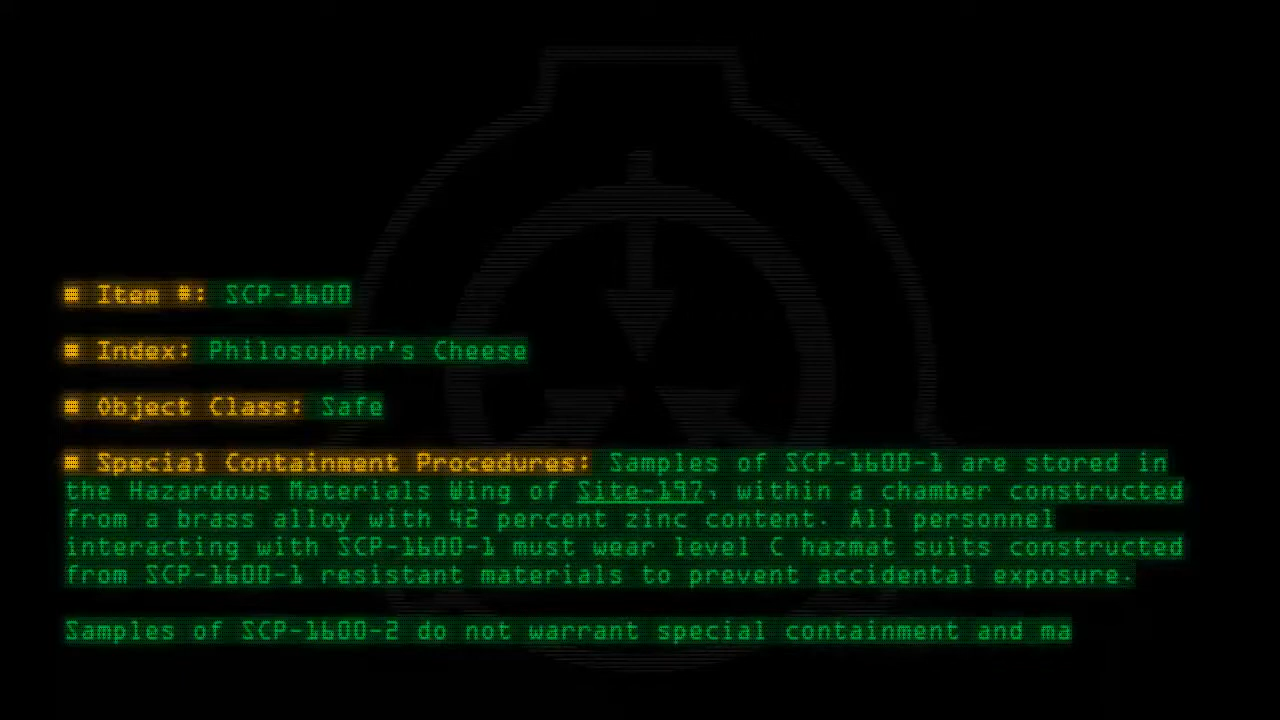 ■ Item #: SCP-1600
■ Index: Philosopher's Cheese
■ Object Class: Safe
■ Special Containment Procedures: Samples of SCP-1600-1 are stored in
the Hazardous Materials Wing of Site-197, within a chamber constructed
from a brass alloy with 42 percent zinc content. All personnel
interacting with SCP-1600-1 must wear level C hazmat suits constructed
from SCP-1600-1 resistant materials to prevent accidental exposure.
Samples of SCP-1600-2 do not warrant special containment and ma